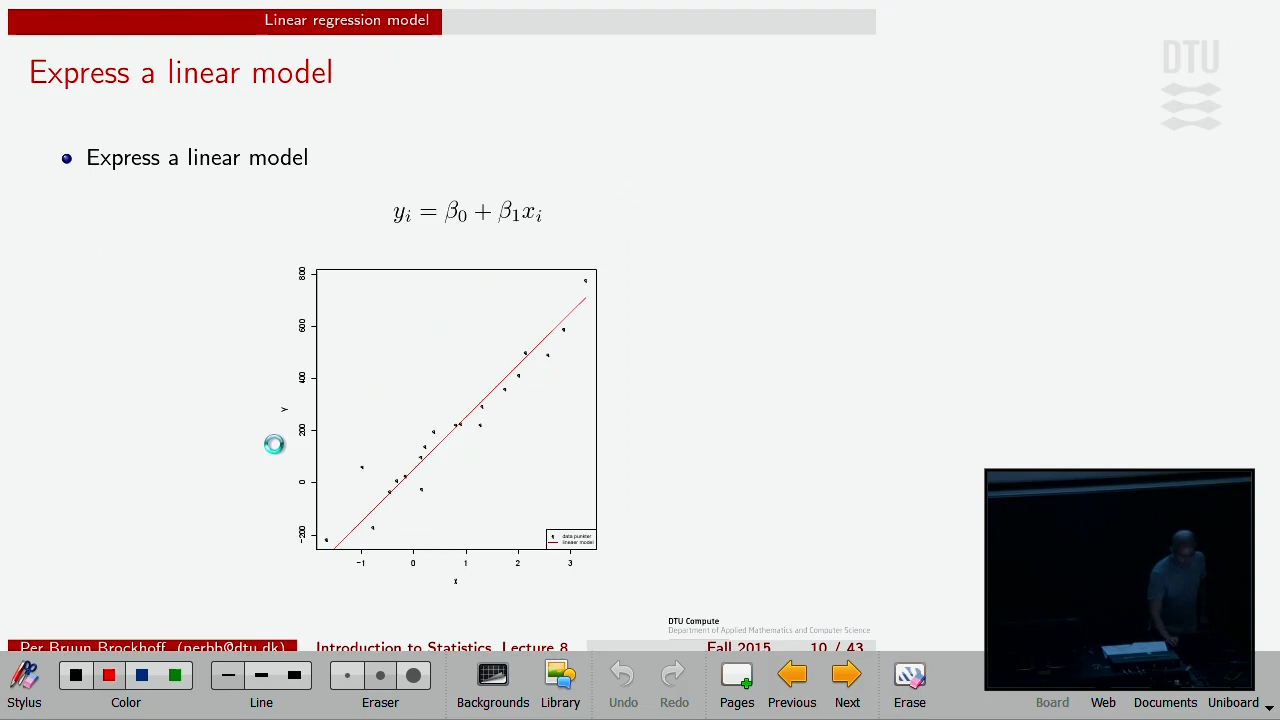 Linear regression model
Express a linear model
DTU
Express a linear model
y_i = β_0 + β_1x_i
800
600
400
200
0
−200
Y
−1 0 1 2 3
x
data punkter
lineær model
DTU Compute
Department of Applied Mathematics and Computer Science
Per Bruun Brockhoff (perbb@dtu.dk) Introduction to Statistics, Lecture 8 Fall 2015 10 / 43
Stylus Color Line Eraser Backgrounds Library Undo Redo Pages Previous Next Erase Board Web Documents Uniboard